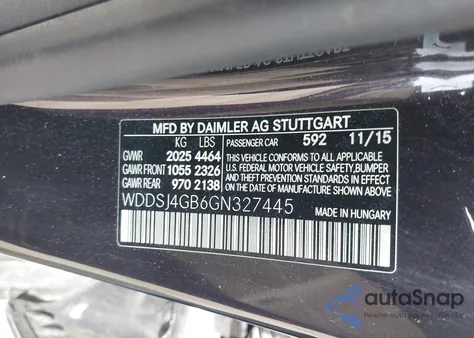 MFD BY DAIMLER AG STUTTGART
KG LBS PASSENGER CAR 592 11/15
GVWR 2025 4464
GAWR FRONT 1055 2326
GAWR REAR 970 2138
THIS VEHICLE CONFORMS TO ALL APPLICABLE
U.S. FEDERAL MOTOR VEHICLE SAFETY, BUMPER
AND THEFT PREVENTION STANDARDS IN EFFECT
ON THE DATE OF MANUFACTURE SHOWN ABOVE.
WDDSJ4GB6GN327445
MADE IN HUNGARY
autoSnap